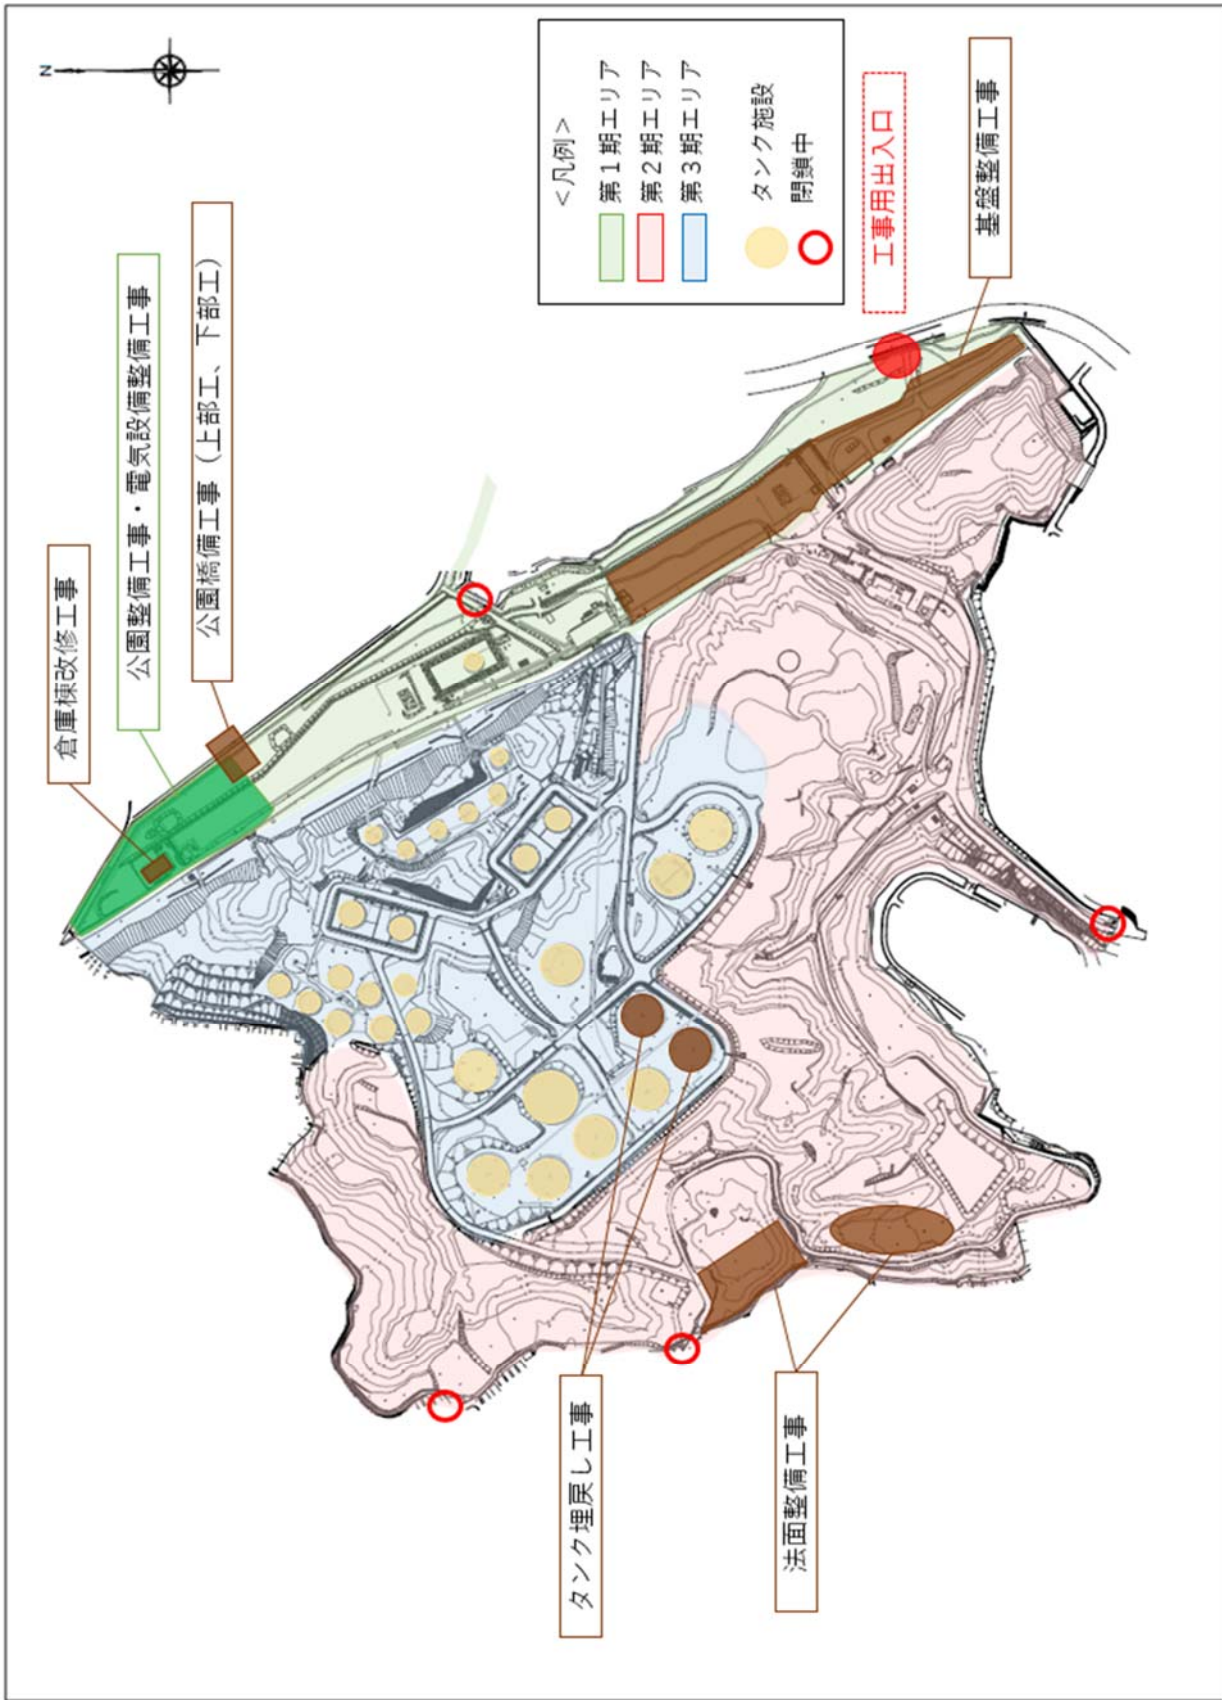 N
倉庫棟改修工事
公園整備工事・電気設備整備工事
公園橋備工事（上部工、下部工）
＜凡例＞
第１期エリア
第２期エリア
第３期エリア
タンク施設
閉鎖中
工事用出入口
基盤整備工事
タンク埋戻し工事
法面整備工事